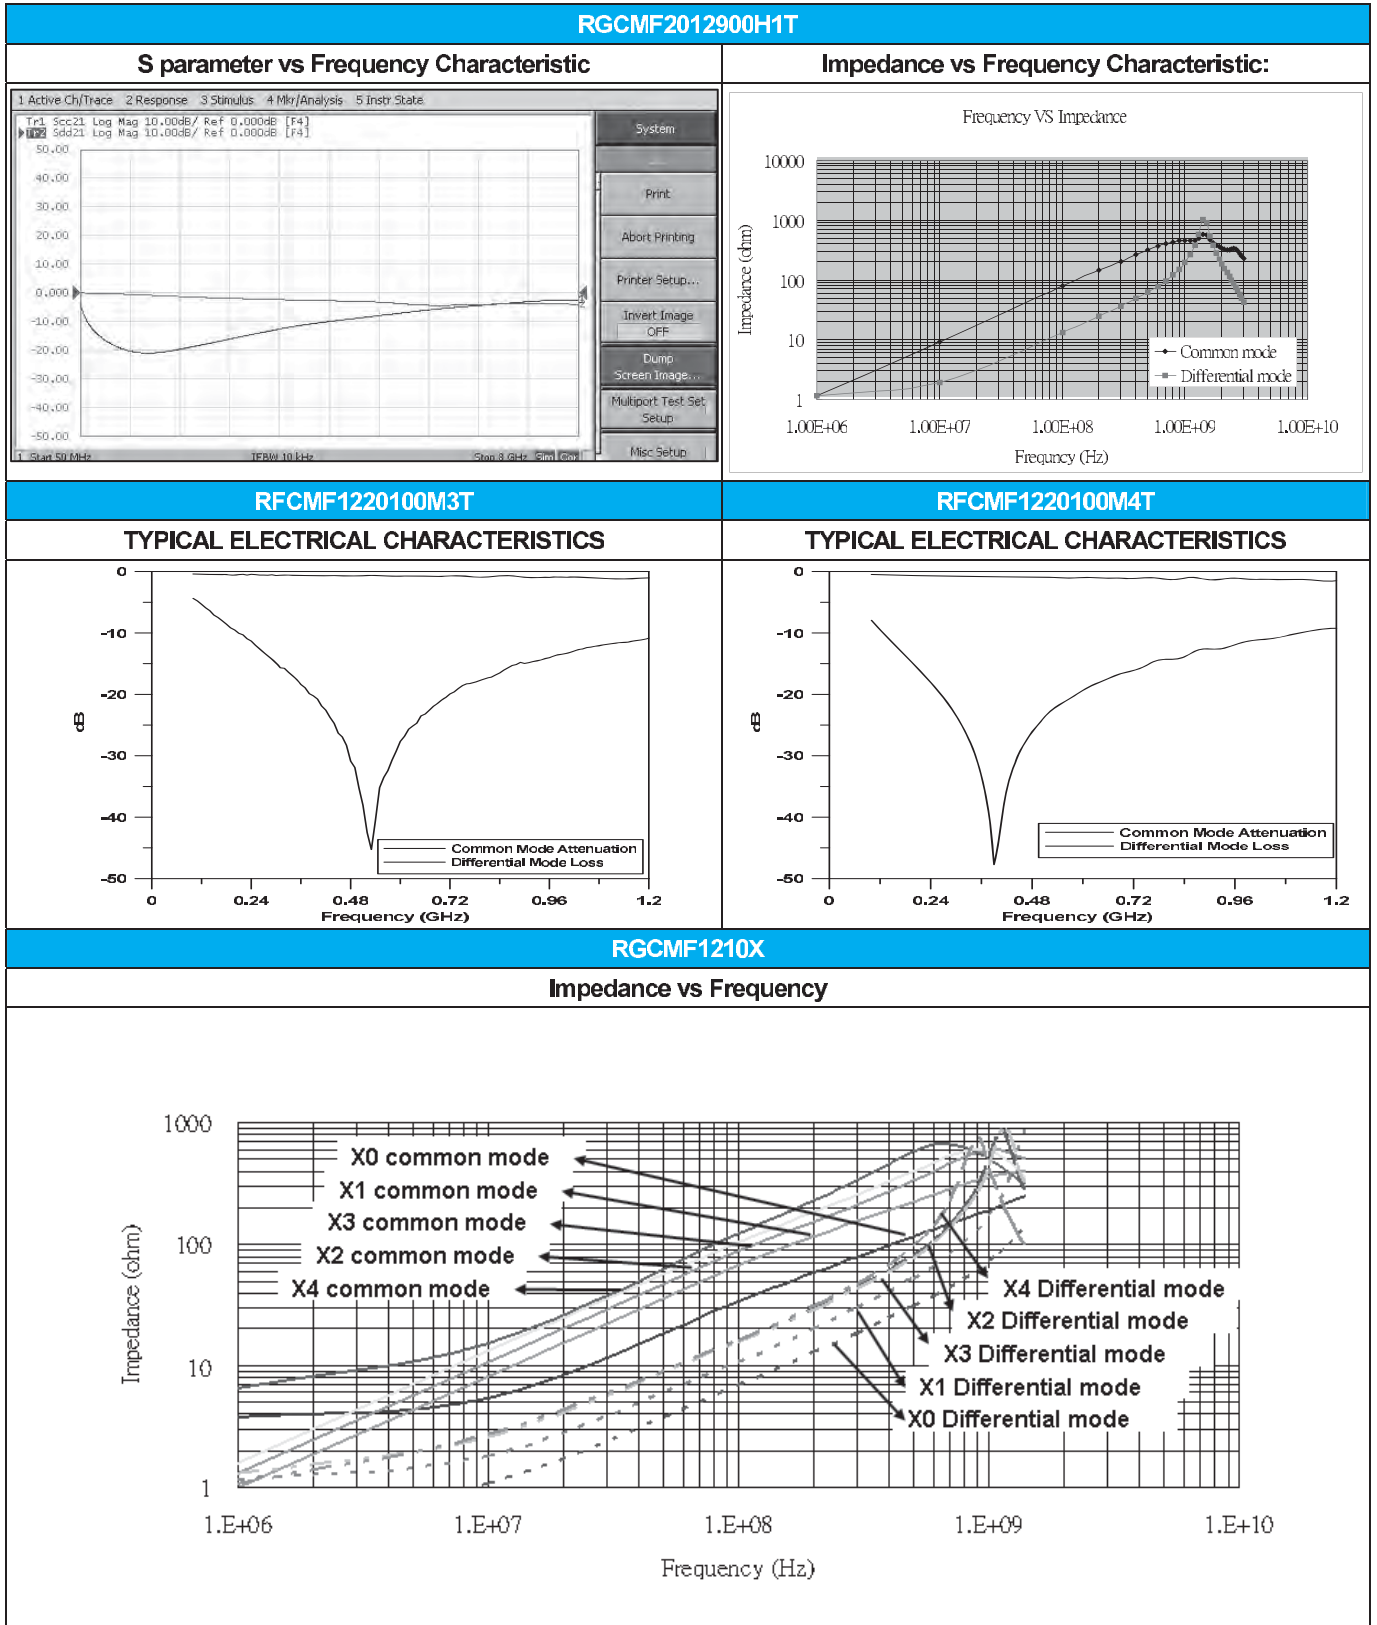 RGCMF2012900H1T
S parameter vs Frequency Characteristic
Impedance vs Frequency Characteristic:
1 Active Ch/Trace 2 Response 3 Stimulus 4 Mkr/Analysis 5 Instr State
Tr1 Scc21 Log Mag 10.00dB/ Ref 0.000dB [F4]
Tr2 Sdd21 Log Mag 10.00dB/ Ref 0.000dB [F4]
50.00
40.00
30.00
20.00
10.00
0.000
-10.00
-20.00
-30.00
-40.00
-50.00
1 Start 50 MHz IFBW 10 kHz Stop 8 GHz Sim Cor
System
Print
Abort Printing
Printer Setup...
Invert Image
OFF
Dump
Screen Image...
Multiport Test Set
Setup
Misc Setup
Frequency VS Impedance
Impedance (ohm)
10000
1000
100
10
1
Common mode
Differential mode
1.00E+06 1.00E+07 1.00E+08 1.00E+09 1.00E+10
Frequncy (Hz)
RFCMF1220100M3T
RFCMF1220100M4T
TYPICAL ELECTRICAL CHARACTERISTICS
TYPICAL ELECTRICAL CHARACTERISTICS
dB
0
-10
-20
-30
-40
-50
Common Mode Attenuation
Differential Mode Loss
0 0.24 0.48 0.72 0.96 1.2
Frequency (GHz)
dB
0
-10
-20
-30
-40
-50
Common Mode Attenuation
Differential Mode Loss
0 0.24 0.48 0.72 0.96 1.2
Frequency (GHz)
RGCMF1210X
Impedance vs Frequency
Impedance (ohm)
1000
100
10
1
X0 common mode
X1 common mode
X3 common mode
X2 common mode
X4 common mode
X4 Differential mode
X2 Differential mode
X3 Differential mode
X1 Differential mode
X0 Differential mode
1.E+06 1.E+07 1.E+08 1.E+09 1.E+10
Frequency (Hz)